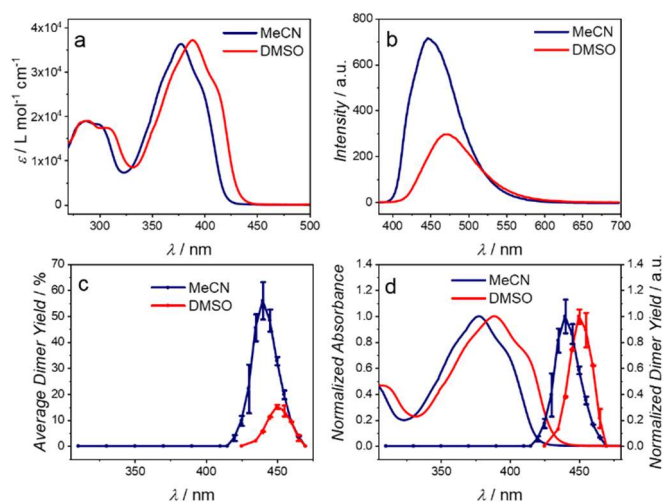 a
MeCN
DMSO
4x10⁴
3x10⁴
2x10⁴
1x10⁴
0
300 350 400 450 500
ε / L mol⁻¹ cm⁻¹
λ / nm
b
MeCN
DMSO
800
600
400
200
0
400 450 500 550 600 650 700
Intensity / a.u.
λ / nm
c
MeCN
DMSO
70
60
50
40
30
20
10
0
350 400 450
Average Dimer Yield / %
λ / nm
d
MeCN
DMSO
1.4
1.2
1.0
0.8
0.6
0.4
0.2
0.0
350 400 450
1.4
1.2
1.0
0.8
0.6
0.4
0.2
0.0
Normalized Absorbance
Normalized Dimer Yield / a.u.
λ / nm